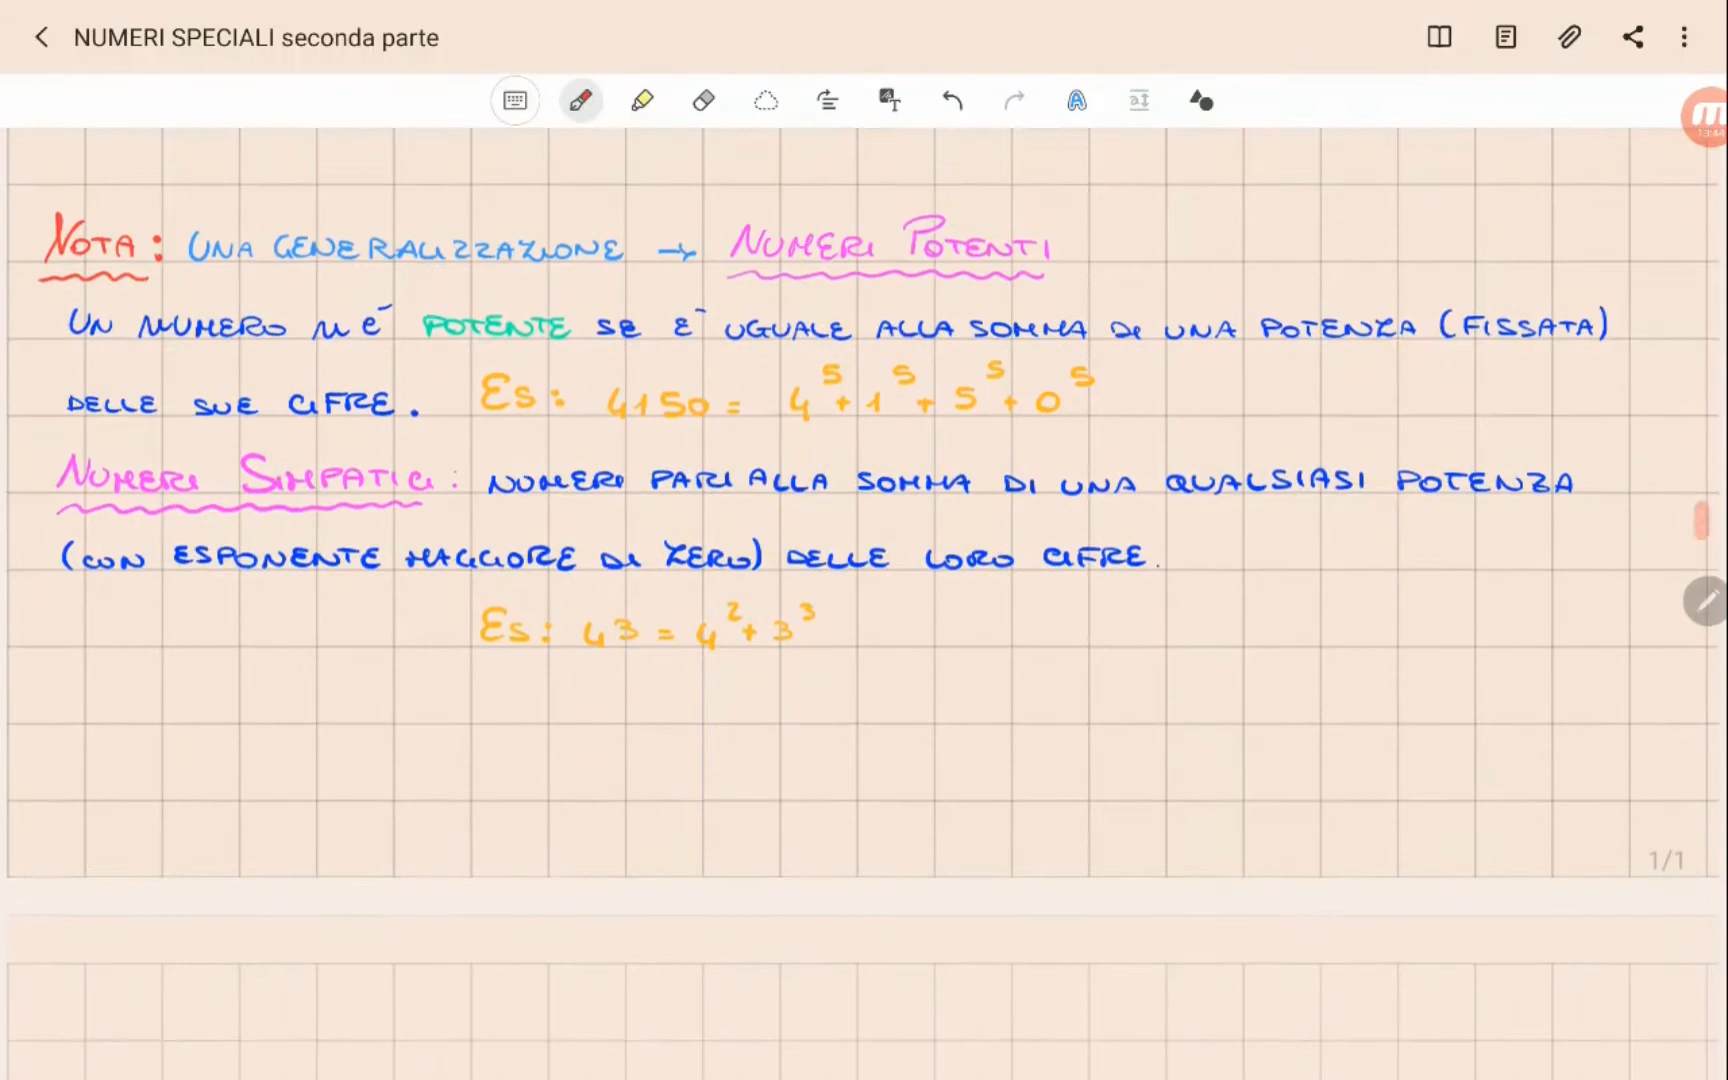 NUMERI SPECIALI seconda parte
13:44
NOTA: UNA GENERALIZZAZIONE → NUMERI POTENTI
UN NUMERO n É POTENTE SE È UGUALE ALLA SOMMA DI UNA POTENZA (FISSATA)
DELLE SUE CIFRE. ES: 4150 = 4⁵ + 1⁵ + 5⁵ + 0⁵
NUMERI SIMPATICI: NUMERI PARI ALLA SOMMA DI UNA QUALSIASI POTENZA
(CON ESPONENTE MAGGIORE DI ZERO) DELLE LORO CIFRE.
ES: 43 = 4² + 3³
1/1